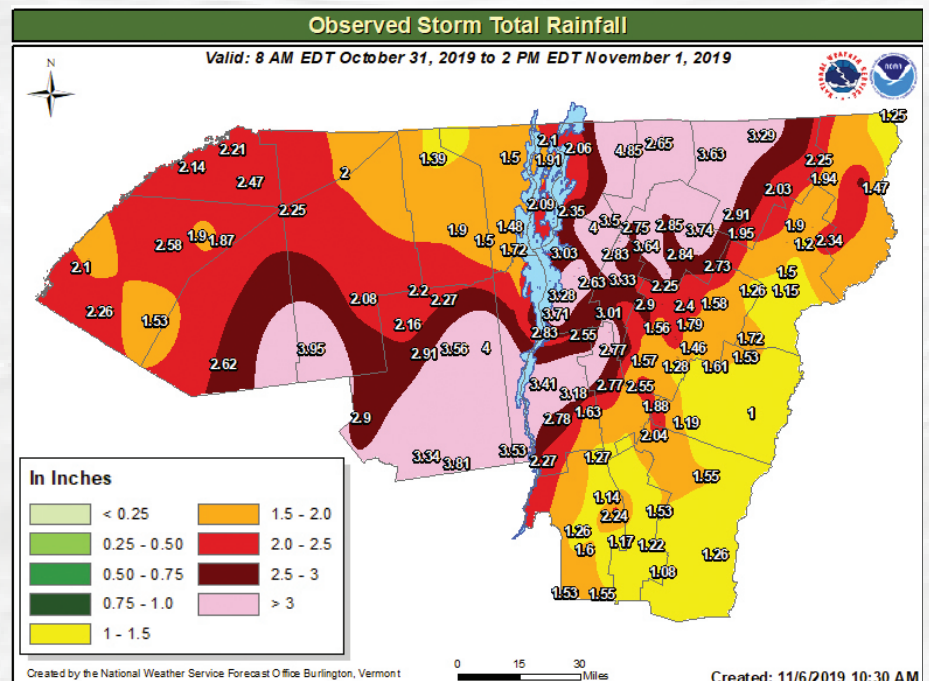 Observed Storm Total Rainfall
Valid: 8 AM EDT October 31, 2019 to 2 PM EDT November 1, 2019
N
NATIONAL WEATHER SERVICE
NOAA
1.25
2.21 1.39 1.5 2.1 2.06 4.85 2.65 3.63 3.29
2.14 2 1.91 2.25
2.47 1.94 1.47
2.25 2.09 2.35 2.03
2.58 1.9 1.87 1.9 1.5 1.48 4 3.5 2.75 2.85 3.74 2.91 1.95 1.9
1.72 3.03 2.83 3.64 2.84 1.2 2.34
2.1 2.73 1.5
2.26 2.08 2.2 2.27 3.28 2.63 3.33 2.25 1.26 1.15
1.53 2.16 3.71 3.01 2.9 2.4 1.58
2.83 2.55 1.56 1.79 1.72
2.62 3.95 2.91 3.56 4 2.77 1.57 1.46 1.53
1.28 1.61
3.41 3.18 2.77 2.55
2.9 2.78 1.63 1.88 1.19 1
2.04
3.34 3.81 3.53 2.27 1.27 1.55
1.14
2.24 1.53
1.26
1.6 1.17 1.22 1.26
1.08
1.53 1.55
In Inches
< 0.25
0.25 - 0.50
0.50 - 0.75
0.75 - 1.0
1 - 1.5
1.5 - 2.0
2.0 - 2.5
2.5 - 3
> 3
0 15 30
Miles
Created by the National Weather Service Forecast Office Burlington, Vermont
Created: 11/6/2019 10:30 AM